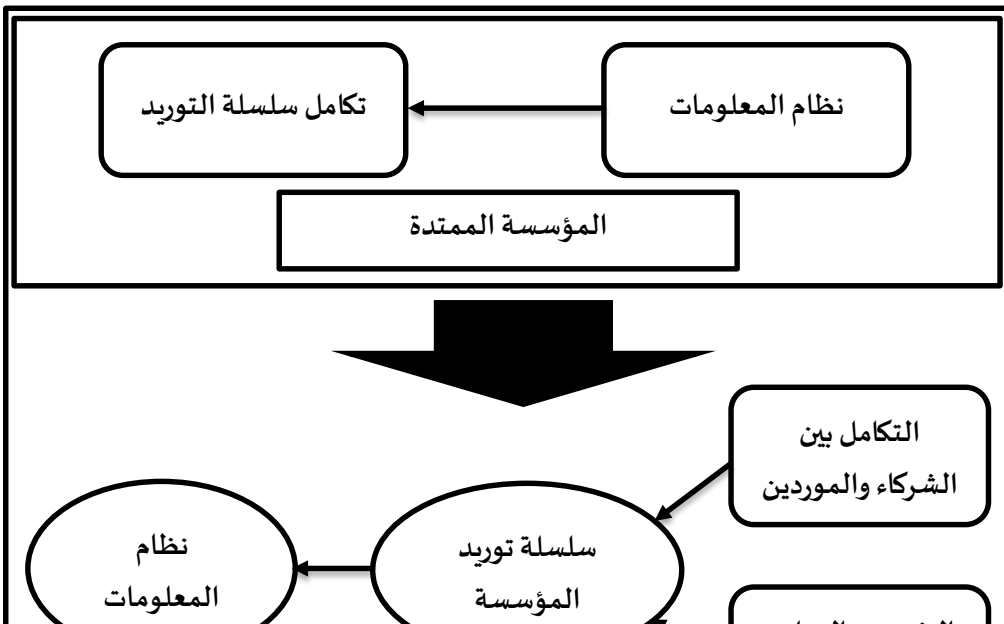 نظام المعلومات
تكامل سلسلة التوريد
المؤسسة الممتدة
التكامل بين
الشركاء والموردين
سلسلة توريد
المؤسسة
نظام
المعلومات